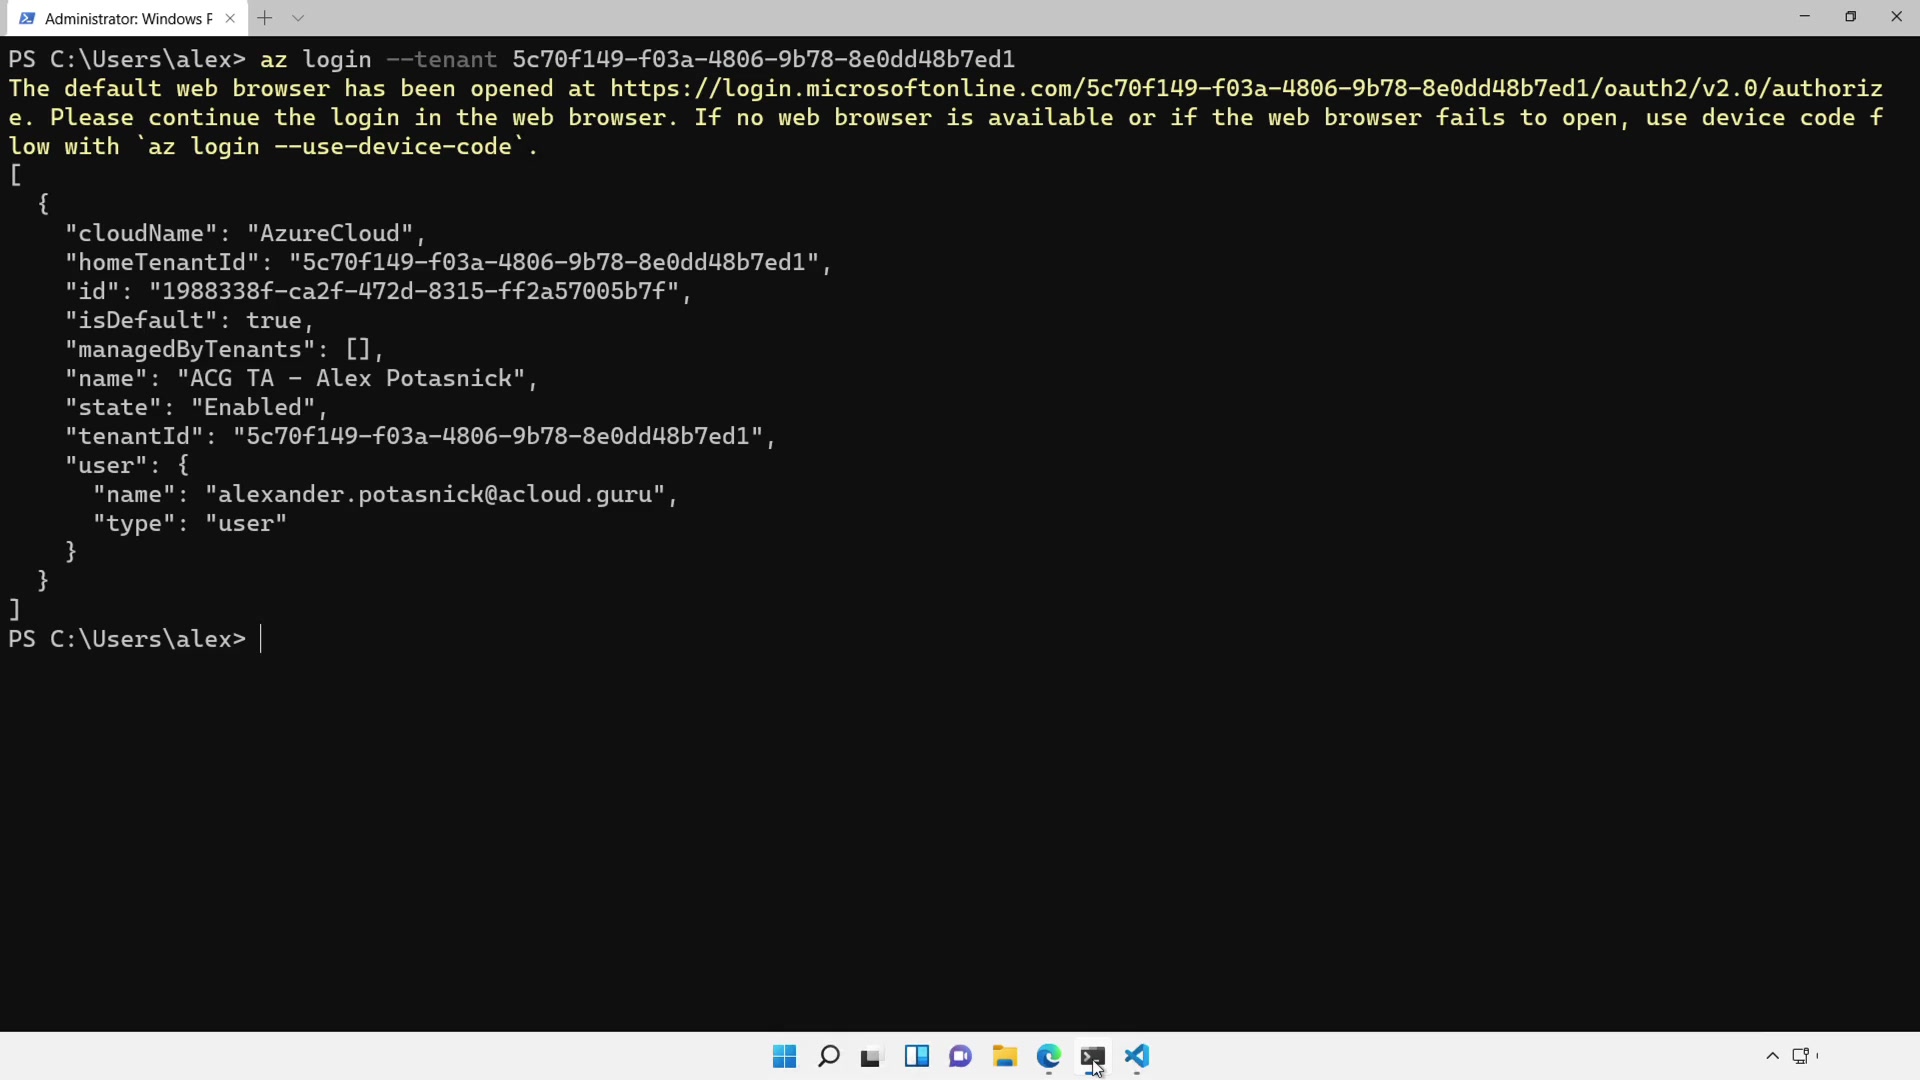 Administrator: Windows P
PS C:\Users\alex> az login --tenant 5c70f149-f03a-4806-9b78-8e0dd48b7ed1
The default web browser has been opened at https://login.microsoftonline.com/5c70f149-f03a-4806-9b78-8e0dd48b7ed1/oauth2/v2.0/authoriz
e. Please continue the login in the web browser. If no web browser is available or if the web browser fails to open, use device code f
low with `az login --use-device-code`.
[
  {
    "cloudName": "AzureCloud",
    "homeTenantId": "5c70f149-f03a-4806-9b78-8e0dd48b7ed1",
    "id": "1988338f-ca2f-472d-8315-ff2a57005b7f",
    "isDefault": true,
    "managedByTenants": [],
    "name": "ACG TA - Alex Potasnick",
    "state": "Enabled",
    "tenantId": "5c70f149-f03a-4806-9b78-8e0dd48b7ed1",
    "user": {
      "name": "alexander.potasnick@acloud.guru",
      "type": "user"
    }
  }
]
PS C:\Users\alex>